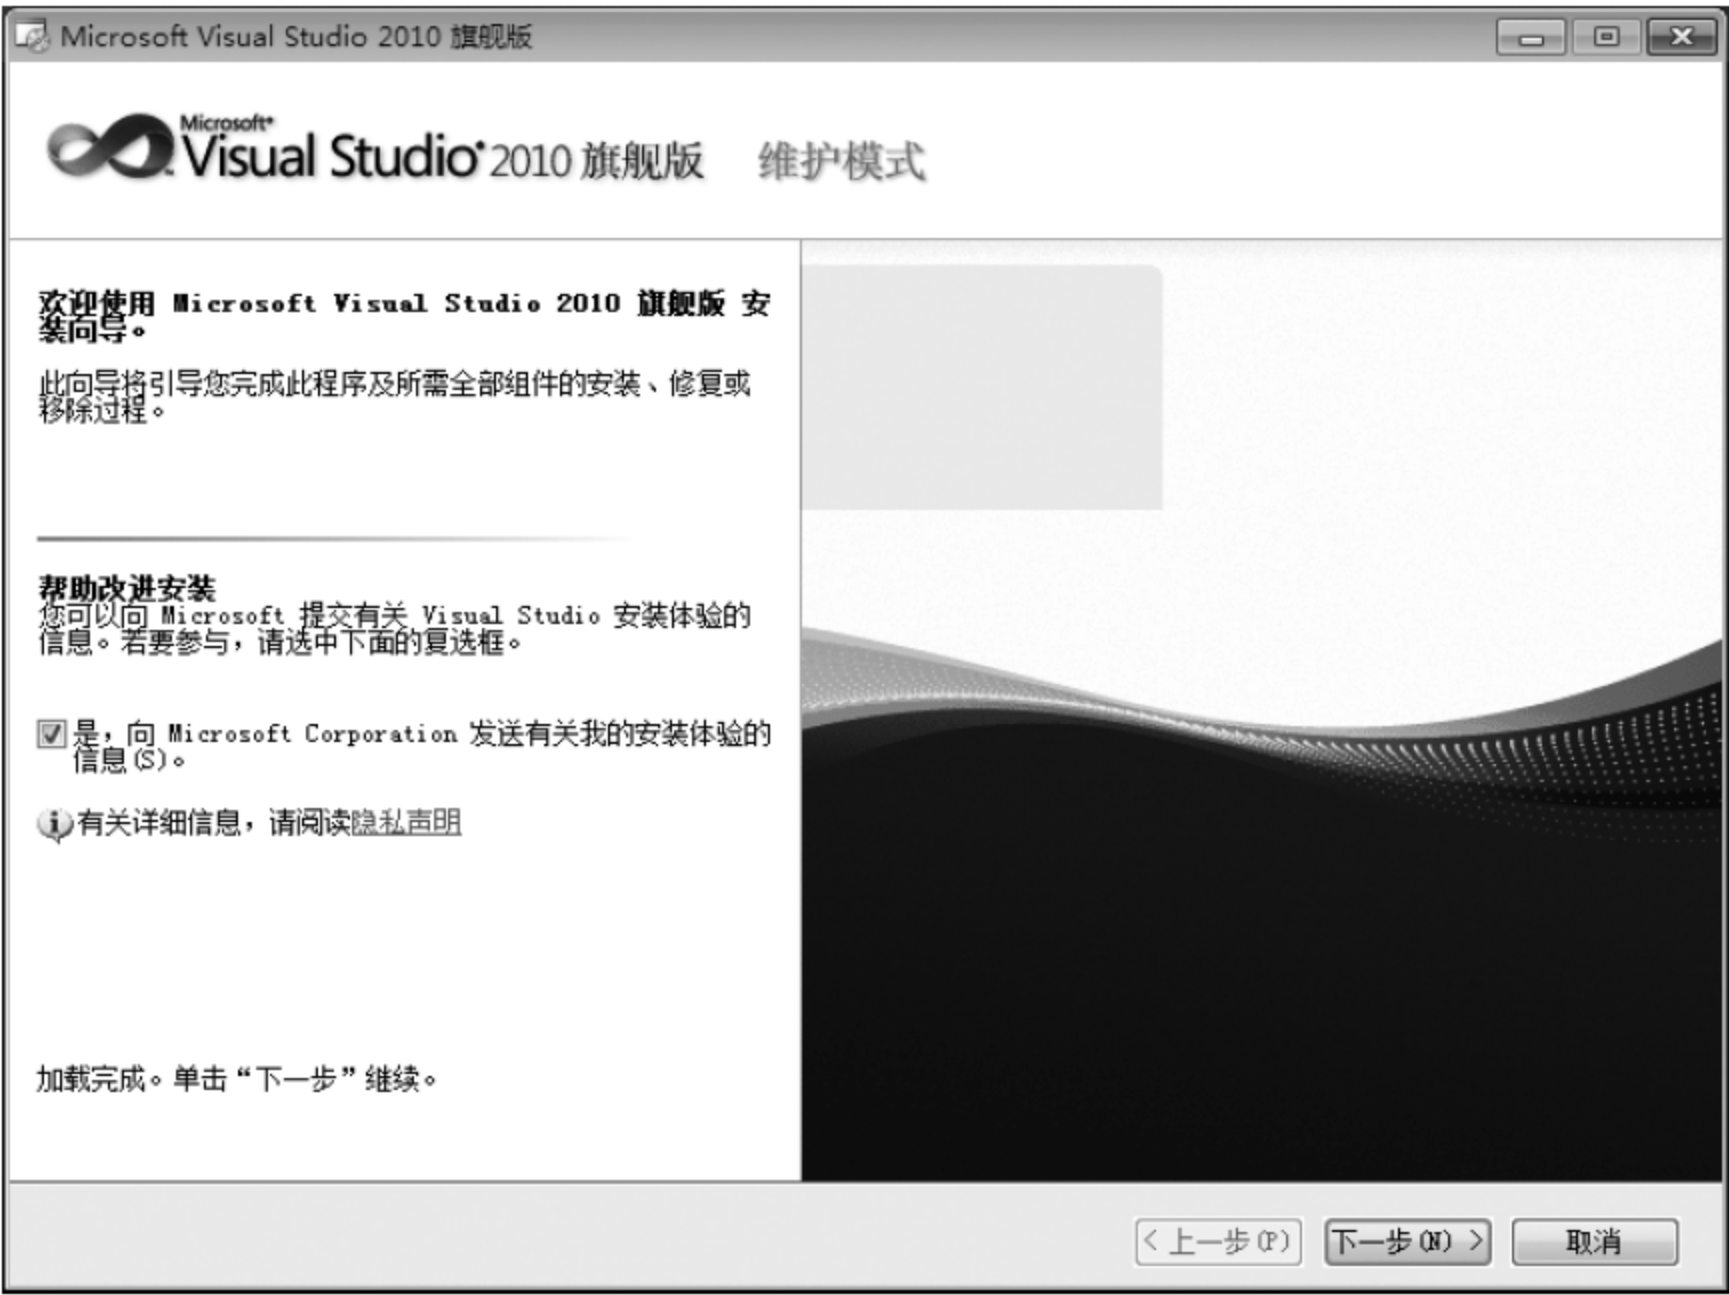 Microsoft Visual Studio 2010 旗舰版
Microsoft
Visual Studio 2010 旗舰版 维护模式
欢迎使用 Microsoft Visual Studio 2010 旗舰版 安
装向导。
此向导将引导您完成此程序及所需全部组件的安装、修复或
移除过程。
帮助改进安装
您可以向 Microsoft 提交有关 Visual Studio 安装体验的
信息。若要参与，请选中下面的复选框。
是，向 Microsoft Corporation 发送有关我的安装体验的
信息(S)。
有关详细信息，请阅读隐私声明
加载完成。单击“下一步”继续。
< 上一步(P) 下一步(N) > 取消